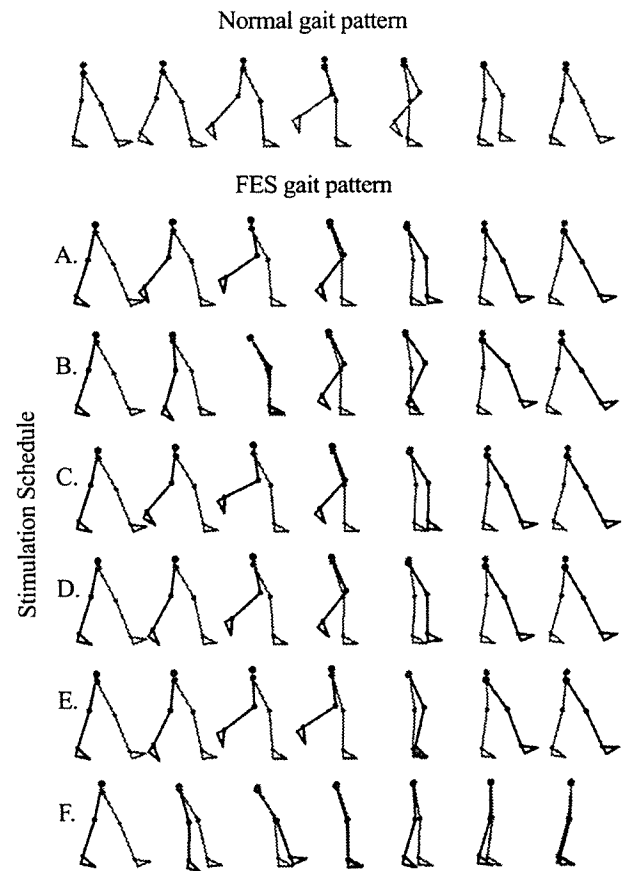 Normal gait pattern
FES gait pattern
A.
B.
C.
D.
E.
F.
Stimulation Schedule